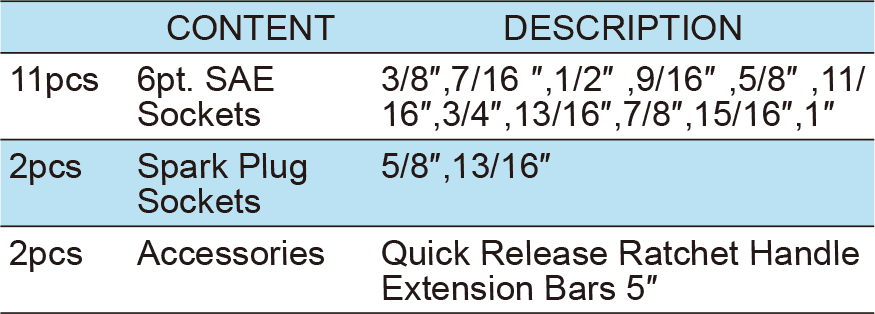 CONTENT DESCRIPTION
11pcs 6pt. SAE 3/8″,7/16 ″,1/2″ ,9/16″ ,5/8″ ,11/
Sockets 16″,3/4″,13/16″,7/8″,15/16″,1″
2pcs Spark Plug 5/8″,13/16″
Sockets
2pcs Accessories Quick Release Ratchet Handle
Extension Bars 5″